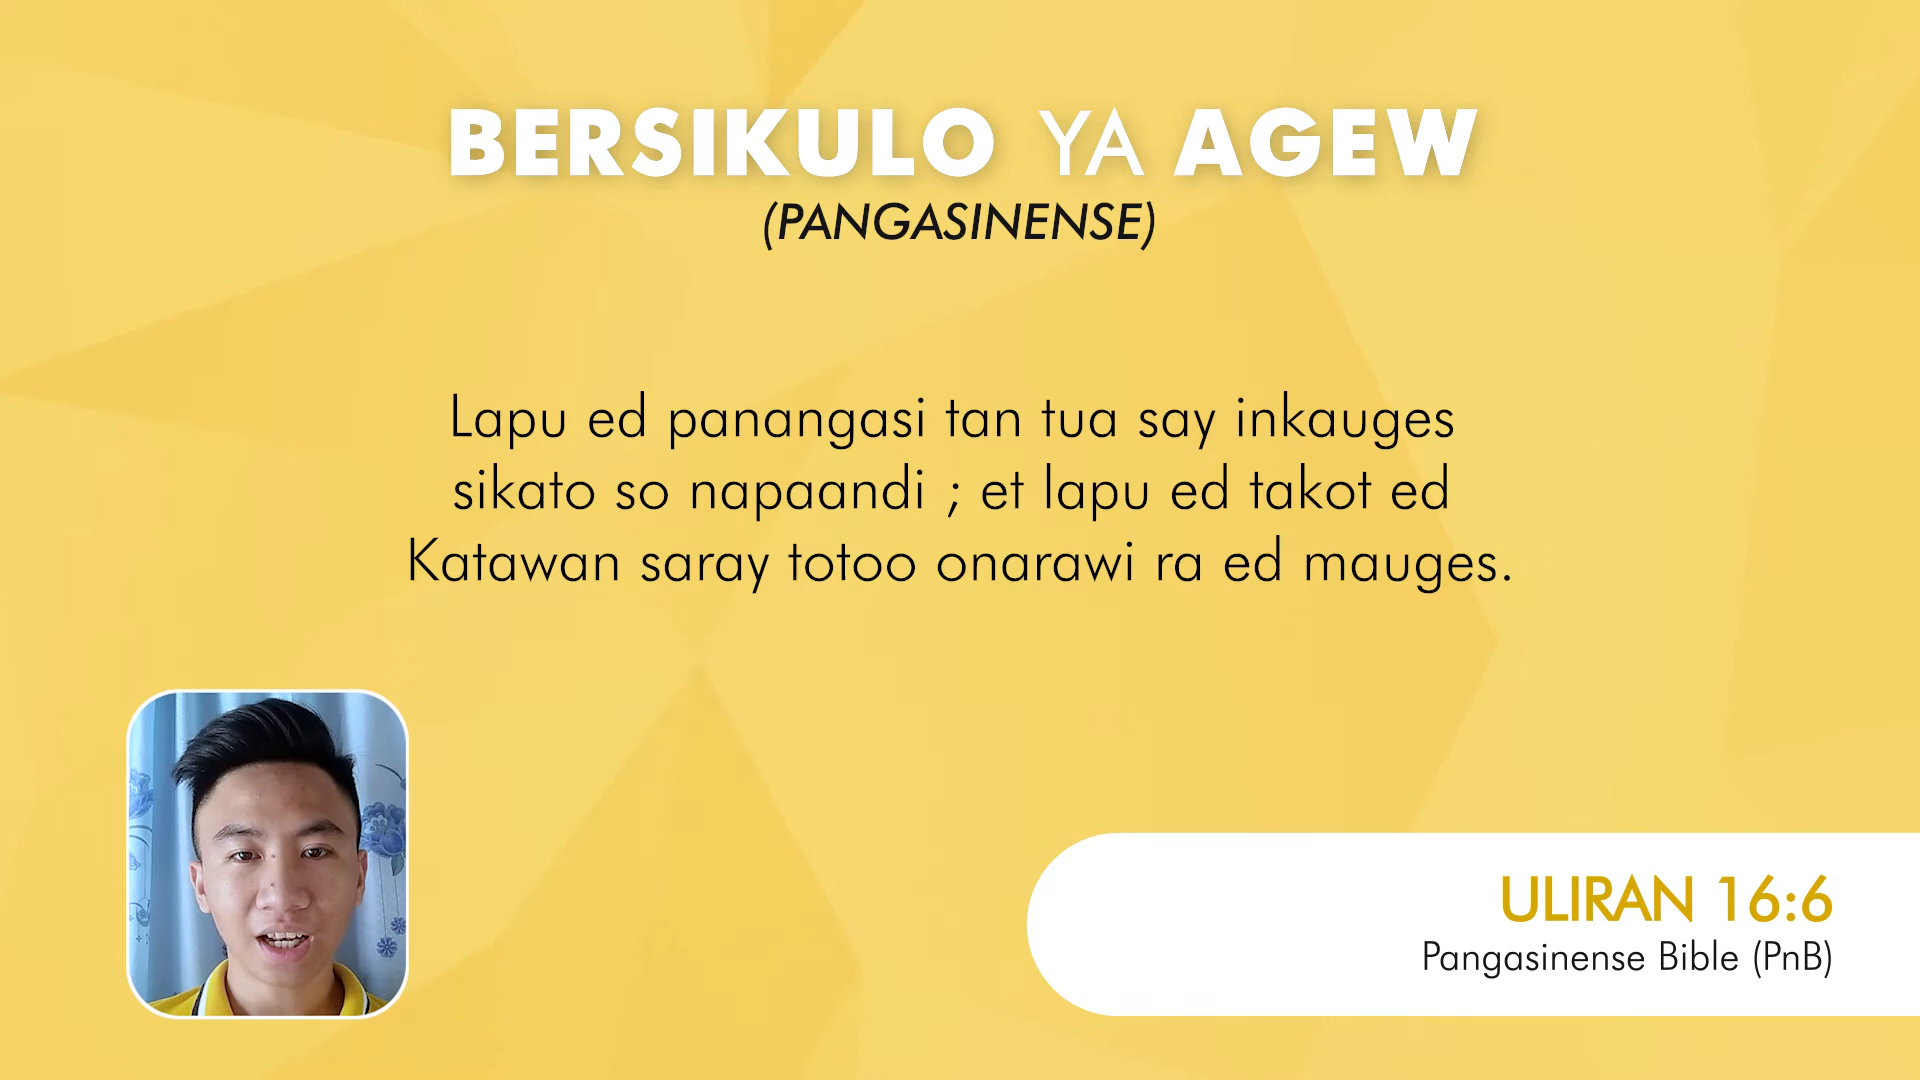 BERSIKULO YA AGEW
(PANGASINENSE)
Lapu ed panangasi tan tua say inkauges
sikato so napaandi ; et lapu ed takot ed
Katawan saray totoo onarawi ra ed mauges.
ULIRAN 16:6
Pangasinense Bible (PnB)